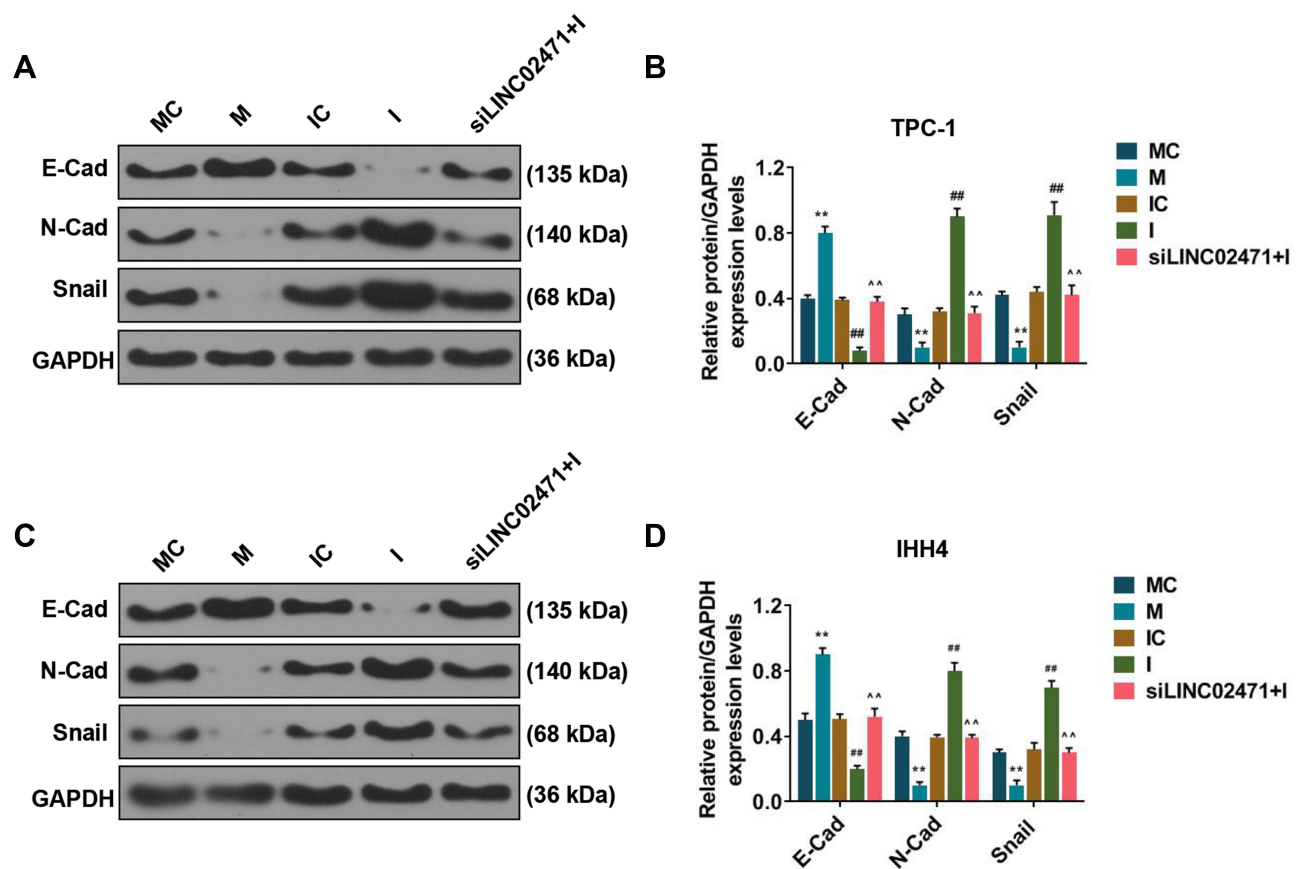 A
MC M IC I siLINC02471+I
E-Cad (135 kDa)
N-Cad (140 kDa)
Snail (68 kDa)
GAPDH (36 kDa)
B
TPC-1
Relative protein/GAPDH
expression levels
1.2
0.8
0.4
0.0
** ## ^^
** ## ^^
** ## ^^
E-Cad N-Cad Snail
MC
M
IC
I
siLINC02471+I
C
MC M IC I siLINC02471+I
E-Cad (135 kDa)
N-Cad (140 kDa)
Snail (68 kDa)
GAPDH (36 kDa)
D
IHH4
Relative protein/GAPDH
expression levels
1.2
0.8
0.4
0.0
** ## ^^
** ## ^^
** ## ^^
E-Cad N-Cad Snail
MC
M
IC
I
siLINC02471+I